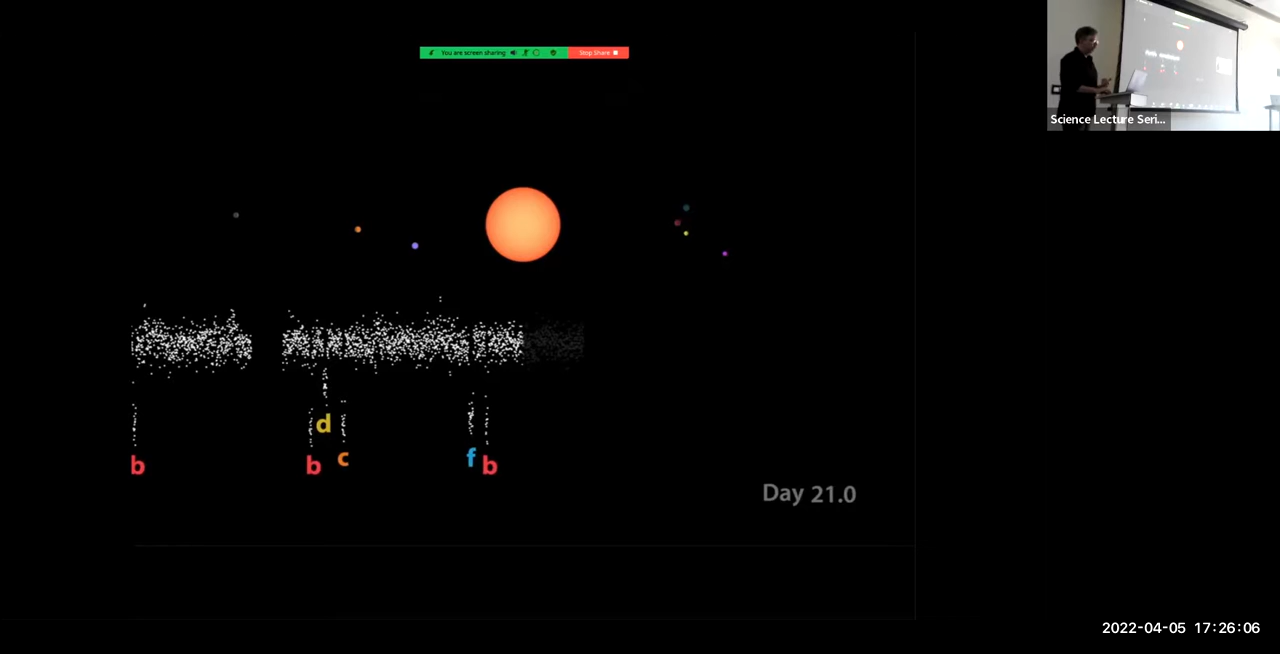 You are screen sharing
Stop Share
Science Lecture Seri...
d
b
b
c
f
b
Day 21.0
2022-04-05 17:26:06